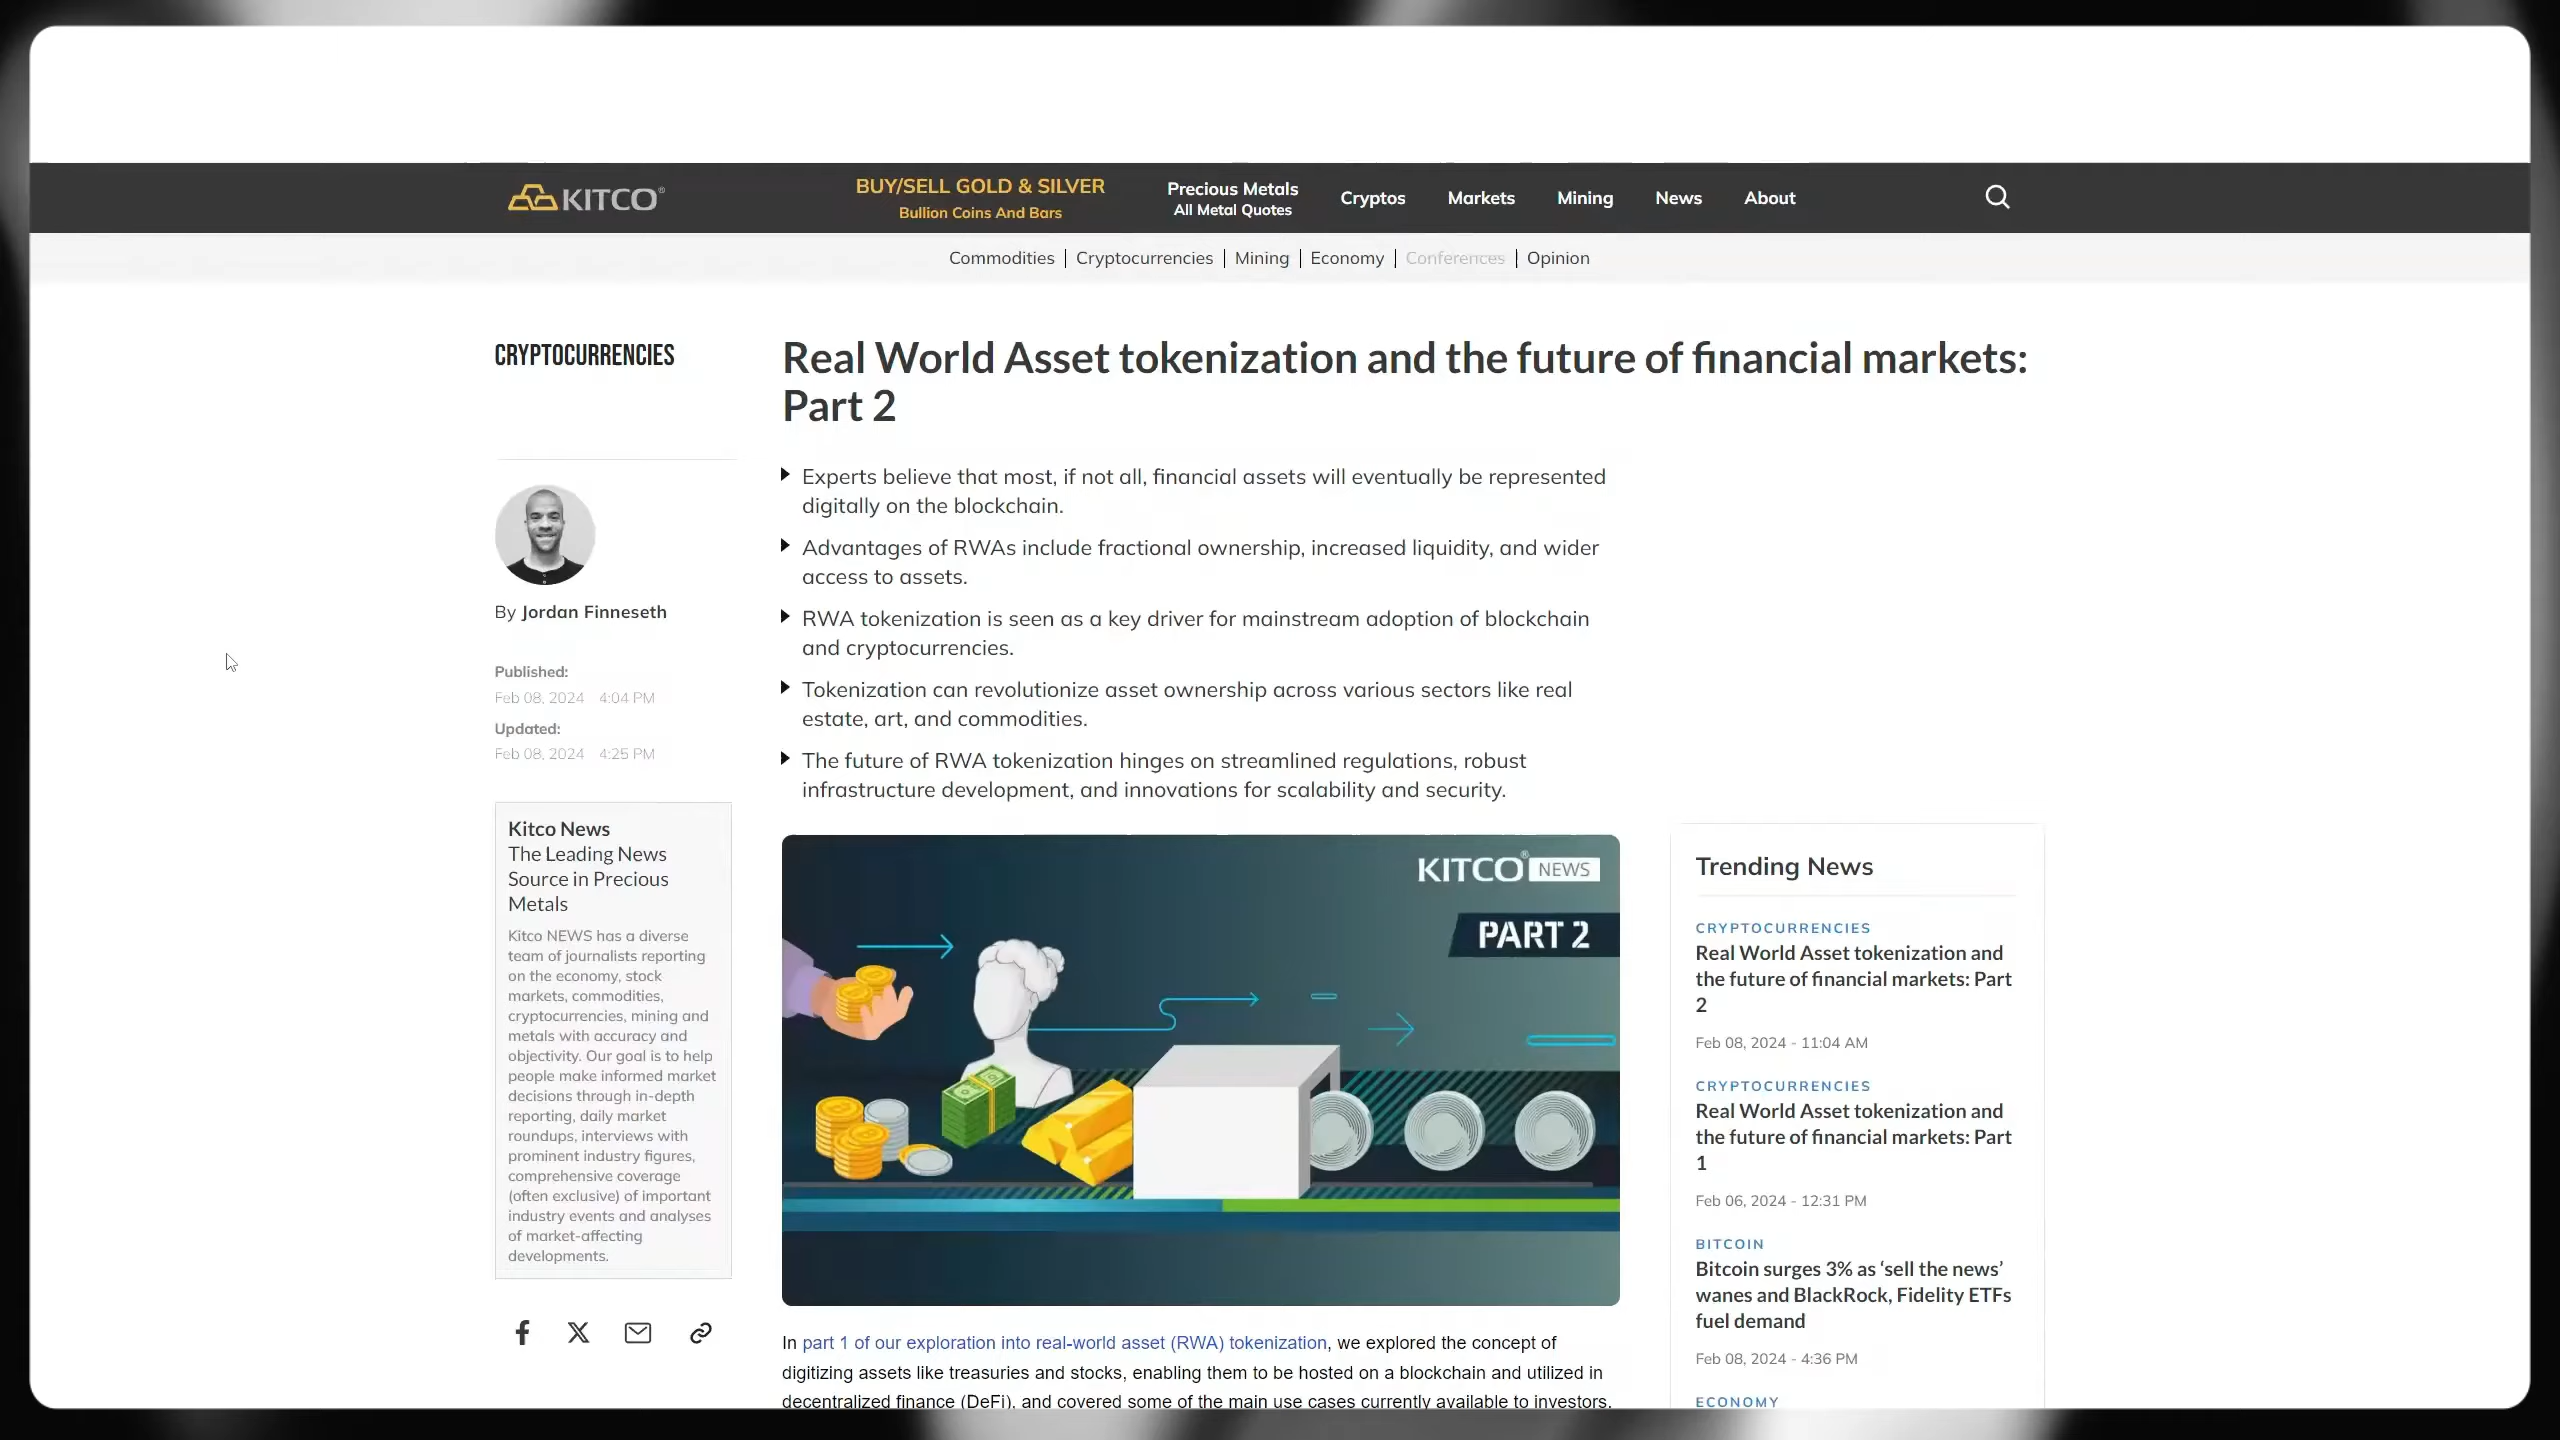 KITCO®
BUY/SELL GOLD & SILVER
Bullion Coins And Bars
Precious Metals
All Metal Quotes
Cryptos
Markets
Mining
News
About
Commodities | Cryptocurrencies | Mining | Economy | Conferences | Opinion
CRYPTOCURRENCIES
Real World Asset tokenization and the future of financial markets:
Part 2
Experts believe that most, if not all, financial assets will eventually be represented
digitally on the blockchain.
Advantages of RWAs include fractional ownership, increased liquidity, and wider
access to assets.
RWA tokenization is seen as a key driver for mainstream adoption of blockchain
and cryptocurrencies.
Tokenization can revolutionize asset ownership across various sectors like real
estate, art, and commodities.
The future of RWA tokenization hinges on streamlined regulations, robust
infrastructure development, and innovations for scalability and security.
By Jordan Finneseth
Published:
Feb 08, 2024 4:04 PM
Updated:
Feb 08, 2024 4:25 PM
Kitco News
The Leading News
Source in Precious
Metals
Kitco NEWS has a diverse
team of journalists reporting
on the economy, stock
markets, commodities,
cryptocurrencies, mining and
metals with accuracy and
objectivity. Our goal is to help
people make informed market
decisions through in-depth
reporting, daily market
roundups, interviews with
prominent industry figures,
comprehensive coverage
(often exclusive) of important
industry events and analyses
of market-affecting
developments.
KITCO® NEWS
PART 2
In part 1 of our exploration into real-world asset (RWA) tokenization, we explored the concept of
digitizing assets like treasuries and stocks, enabling them to be hosted on a blockchain and utilized in
decentralized finance (DeFi), and covered some of the main use cases currently available to investors.
Trending News
CRYPTOCURRENCIES
Real World Asset tokenization and
the future of financial markets: Part
2
Feb 08, 2024 - 11:04 AM
CRYPTOCURRENCIES
Real World Asset tokenization and
the future of financial markets: Part
1
Feb 06, 2024 - 12:31 PM
BITCOIN
Bitcoin surges 3% as ‘sell the news’
wanes and BlackRock, Fidelity ETFs
fuel demand
Feb 08, 2024 - 4:36 PM
ECONOMY